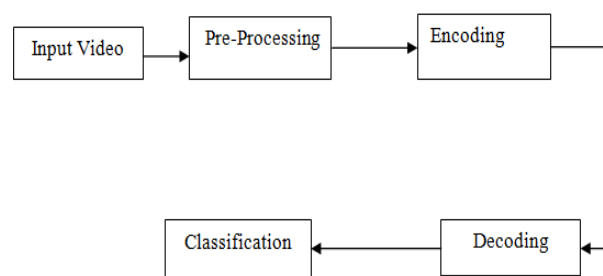 Input Video
Pre-Processing
Encoding
Classification
Decoding